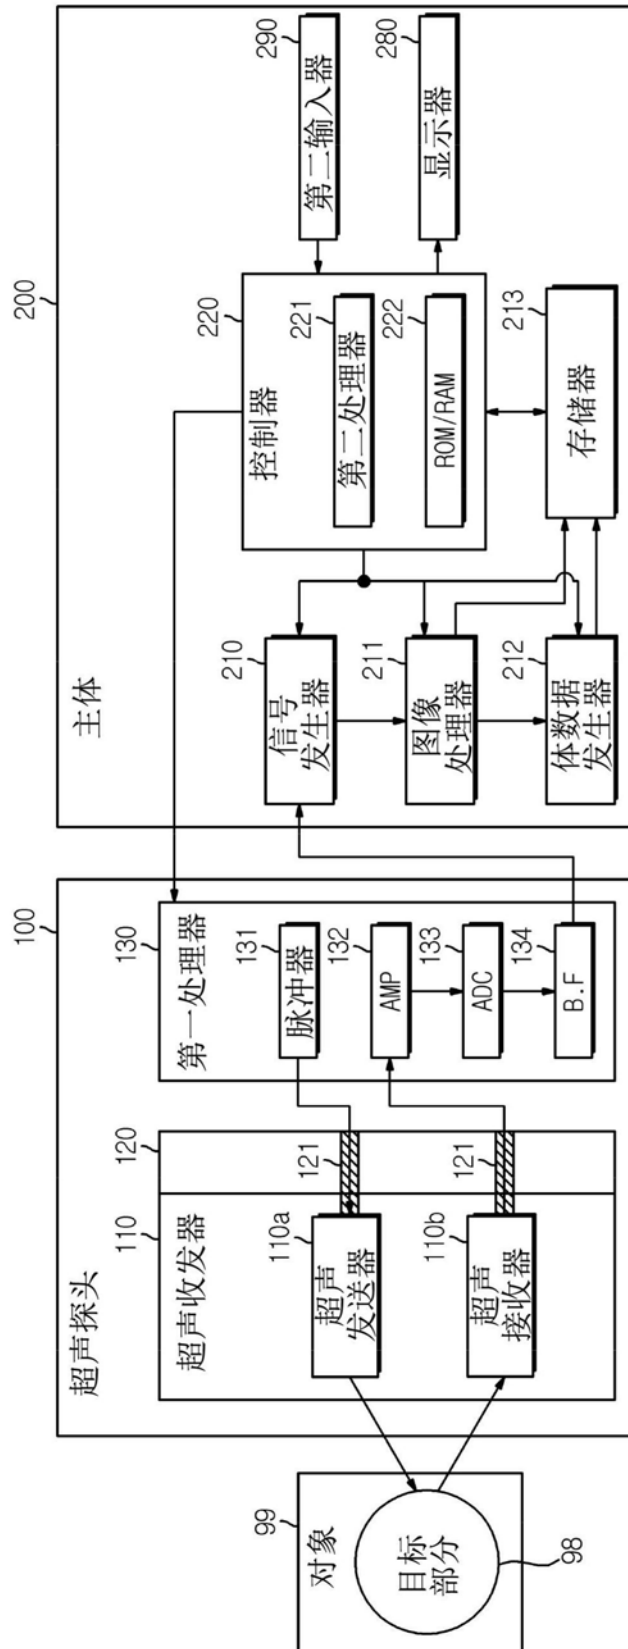 99
对象
目标
部分
98
超声探头
100
110
超声收发器
110a
超声
发送器
110b
超声
接收器
120
121
121
130
第一处理器
131
脉冲器
132
AMP
133
ADC
134
B.F
200
主体
210
信号
发生器
211
图像
处理器
212
体数据
发生器
220
控制器
221
第二处理器
222
ROM/RAM
213
存储器
290
第二输入器
280
显示器